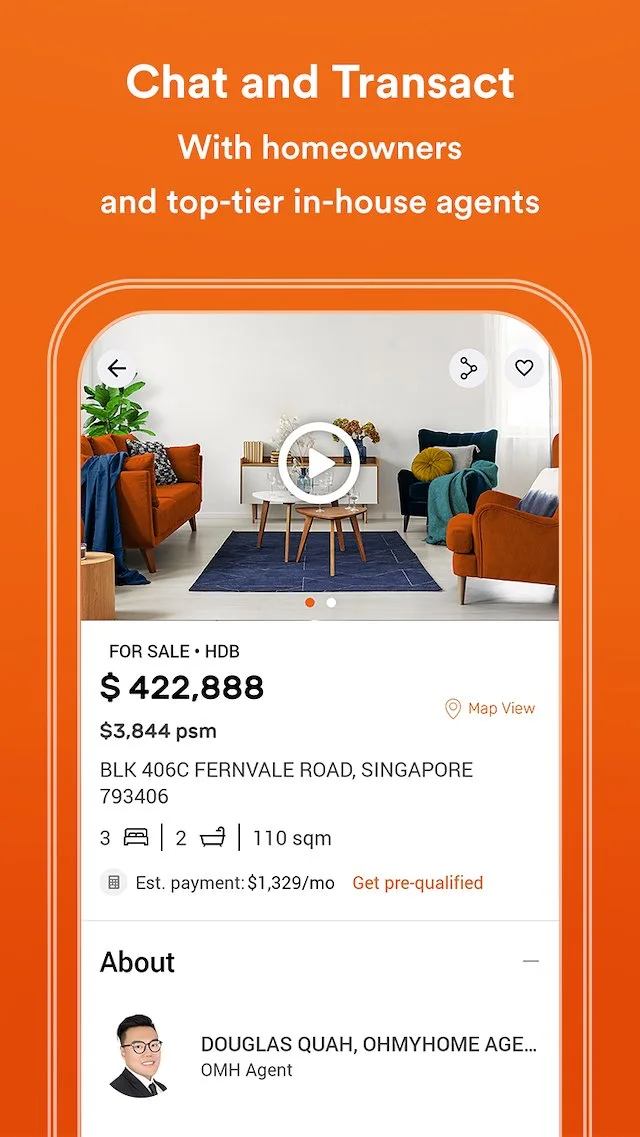 Chat and Transact
With homeowners
and top-tier in-house agents
FOR SALE • HDB
$ 422,888
Map View
$3,844 psm
BLK 406C FERNVALE ROAD, SINGAPORE
793406
3 | 2 | 110 sqm
Est. payment: $1,329/mo Get pre-qualified
About
DOUGLAS QUAH, OHMYHOME AGE...
OMH Agent